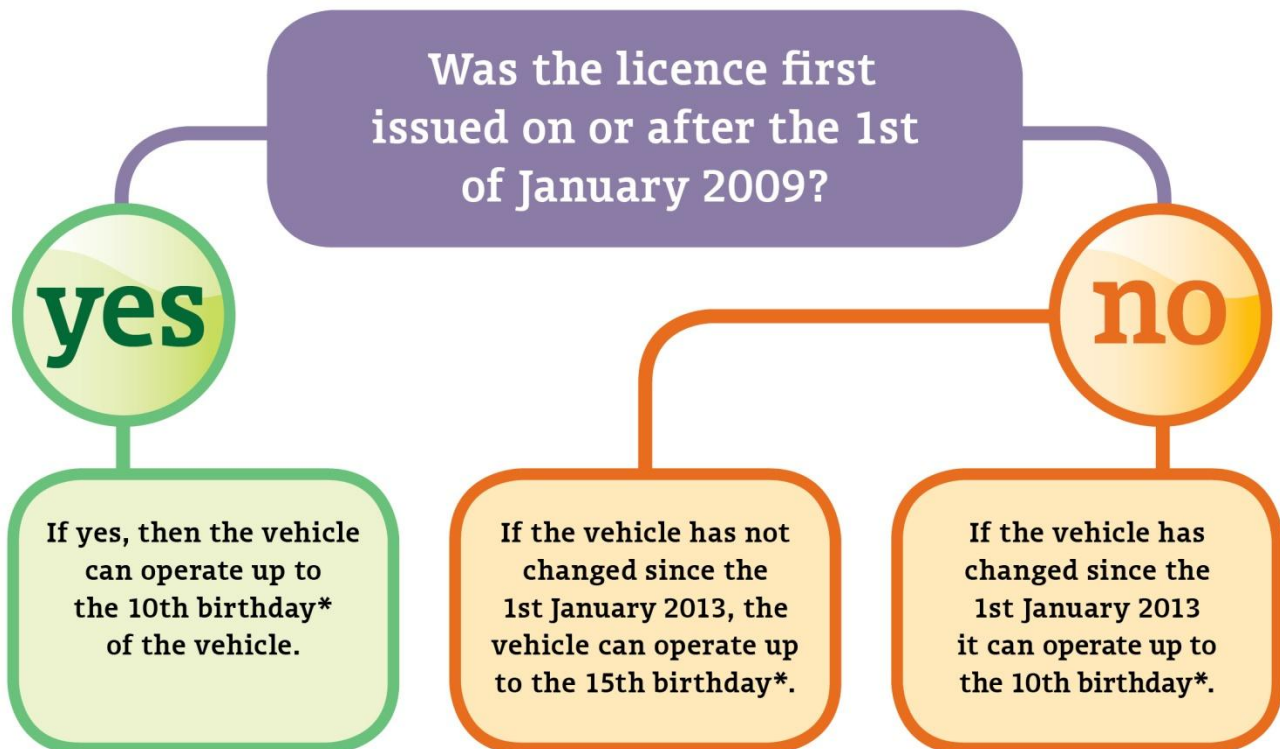 Was the licence first
issued on or after the 1st
of January 2009?
yes
no
If yes, then the vehicle
can operate up to
the 10th birthday*
of the vehicle.
If the vehicle has not
changed since the
1st January 2013, the
vehicle can operate up
to the 15th birthday*.
If the vehicle has
changed since the
1st January 2013
it can operate up to
the 10th birthday*.